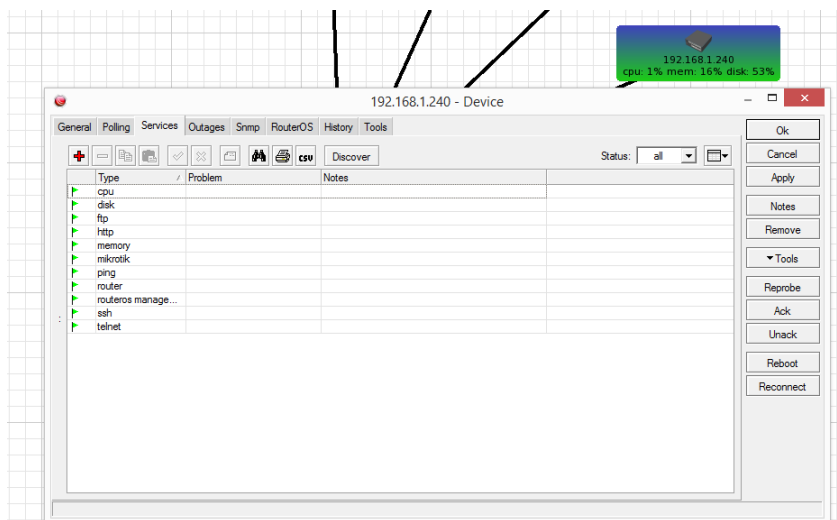 192.168.1.240
cpu: 1% mem: 16% disk: 53%
192.168.1.240 - Device
General Polling Services Outages Snmp RouterOS History Tools
csv Discover Status: all
Type Problem Notes
cpu
disk
ftp
http
memory
mikrotik
ping
router
routeros manage...
ssh
telnet
Ok
Cancel
Apply
Notes
Remove
Tools
Reprobe
Ack
Unack
Reboot
Reconnect